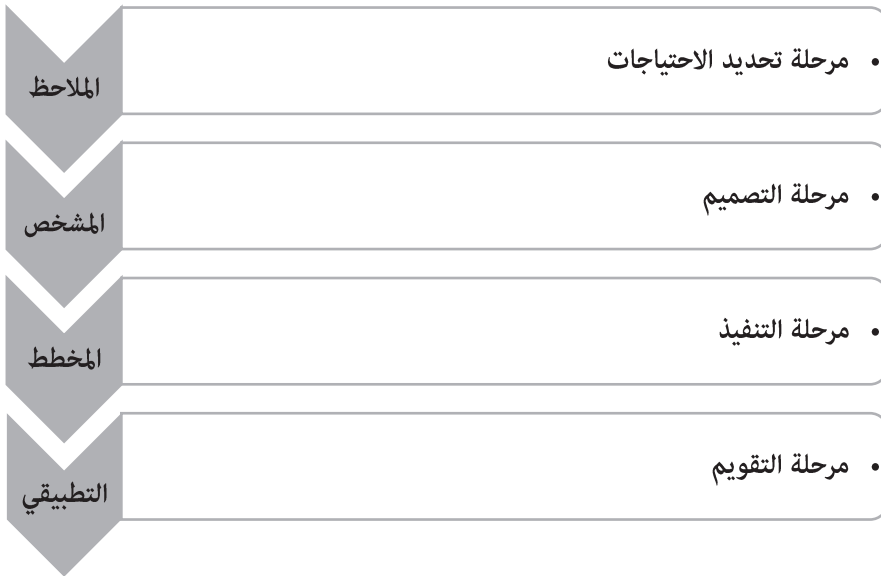 • مرحلة تحديد الاحتياجات
الملاحظ
• مرحلة التصميم
المشخص
• مرحلة التنفيذ
المخطط
• مرحلة التقويم
التطبيقي